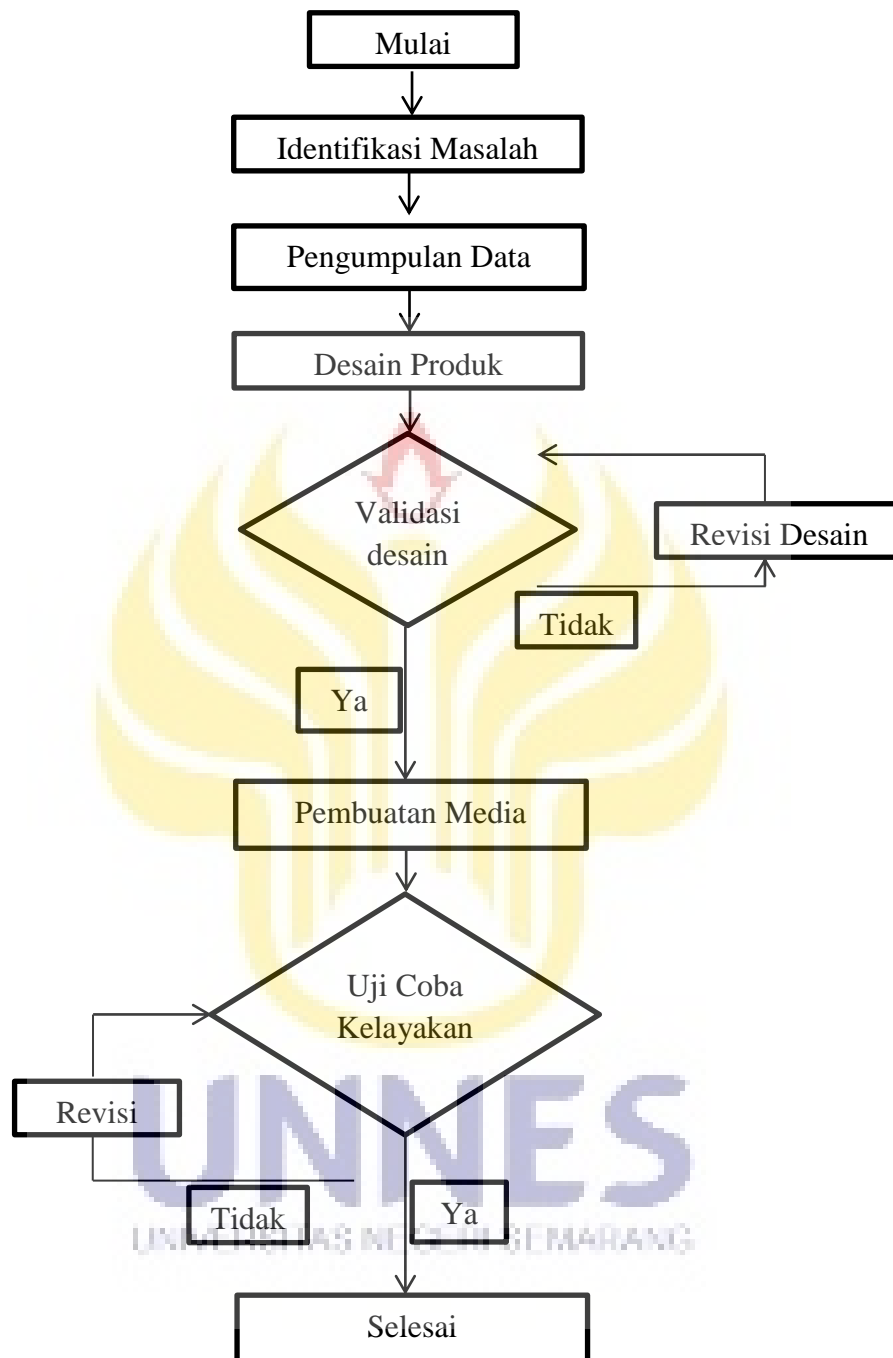 Mulai
Identifikasi Masalah
Pengumpulan Data
Desain Produk
Validasi
desain
Revisi Desain
Tidak
Ya
Pembuatan Media
Uji Coba
Kelayakan
Revisi
Tidak
Ya
Selesai
UNNES
UNIVERSITAS NEGERI SEMARANG